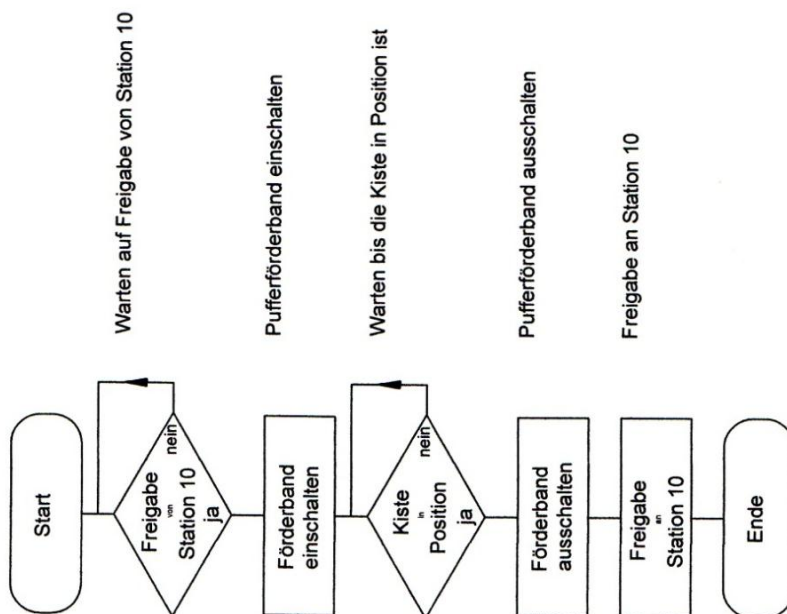 Start
Freigabe
von
Station 10
ja
nein
Warten auf Freigabe von Station 10
Förderband
einschalten
Pufferförderband einschalten
Kiste
in
Position
ja
nein
Warten bis die Kiste in Position ist
Förderband
ausschalten
Pufferförderband ausschalten
Freigabe
an
Station 10
Freigabe an Station 10
Ende